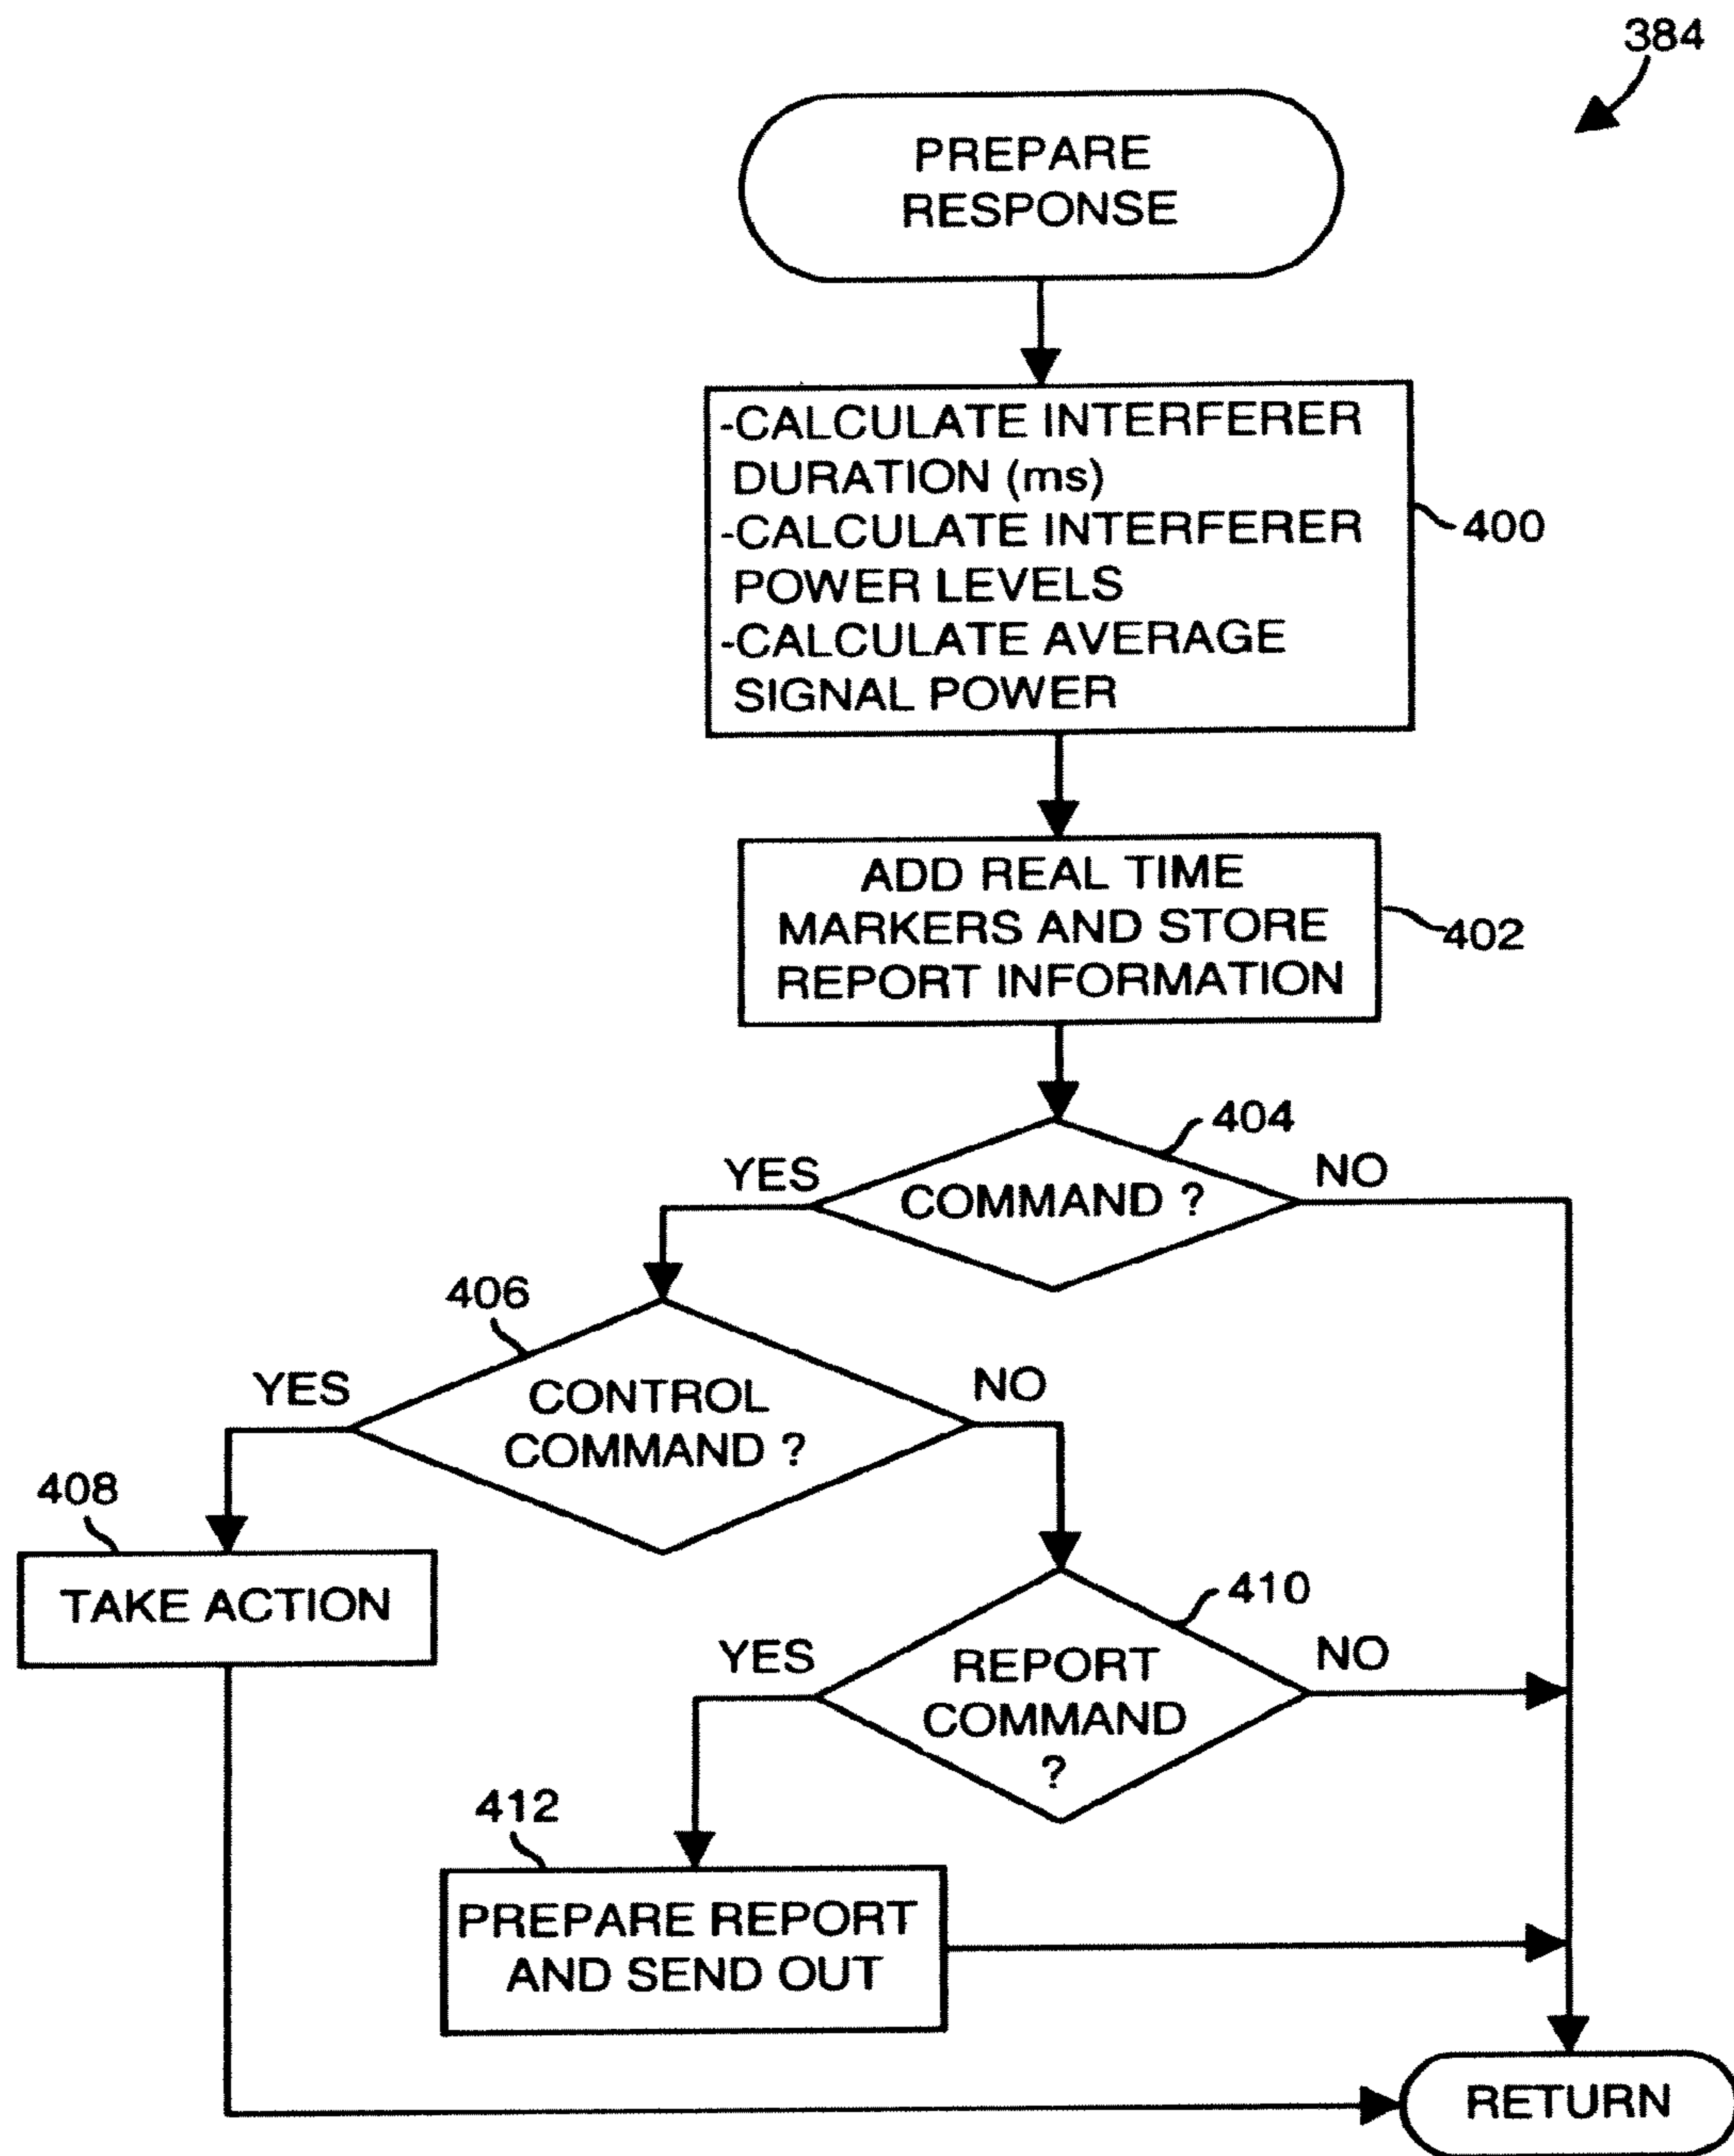 384
PREPARE
RESPONSE
-CALCULATE INTERFERER
DURATION (ms)
-CALCULATE INTERFERER
POWER LEVELS
-CALCULATE AVERAGE
SIGNAL POWER
400
ADD REAL TIME
MARKERS AND STORE
REPORT INFORMATION
402
404
YES
COMMAND ?
NO
406
YES
CONTROL
COMMAND ?
NO
408
TAKE ACTION
410
YES
REPORT
COMMAND
?
NO
412
PREPARE REPORT
AND SEND OUT
RETURN